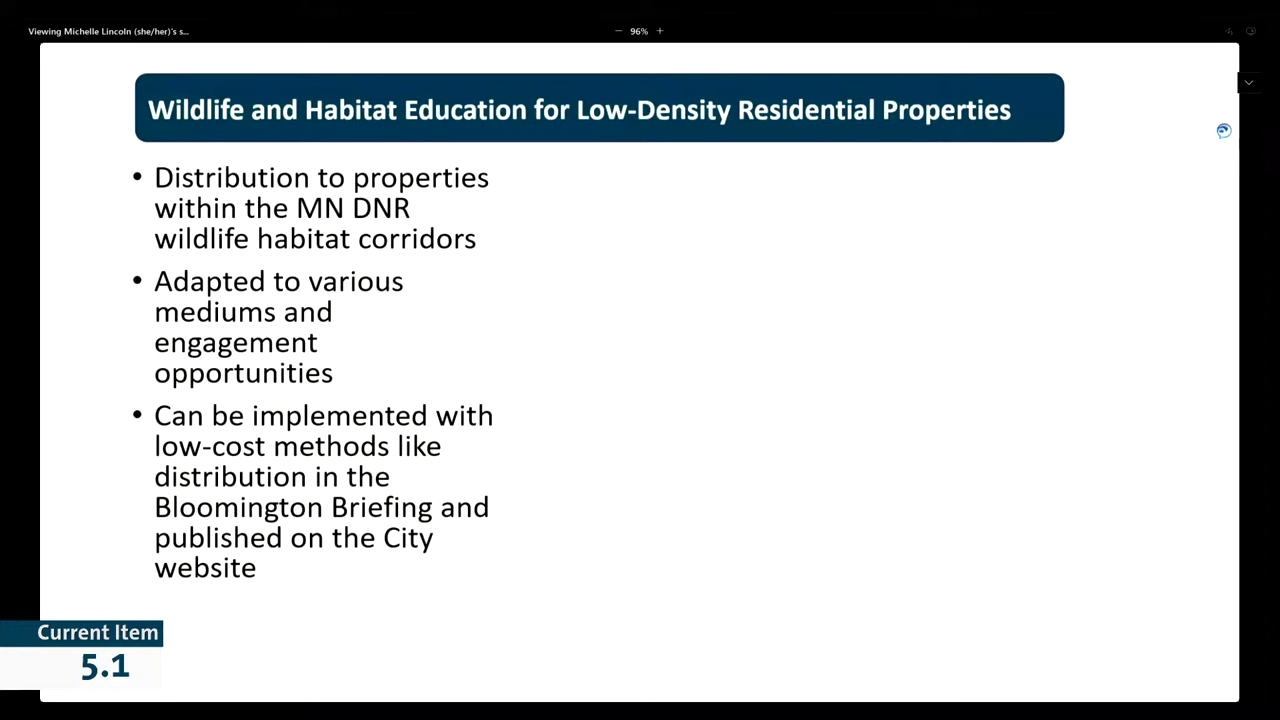 Viewing Michelle Lincoln (she/her)'s s...
96%
Wildlife and Habitat Education for Low-Density Residential Properties
• Distribution to properties
within the MN DNR
wildlife habitat corridors
• Adapted to various
mediums and
engagement
opportunities
• Can be implemented with
low-cost methods like
distribution in the
Bloomington Briefing and
published on the City
website
Current Item
5.1